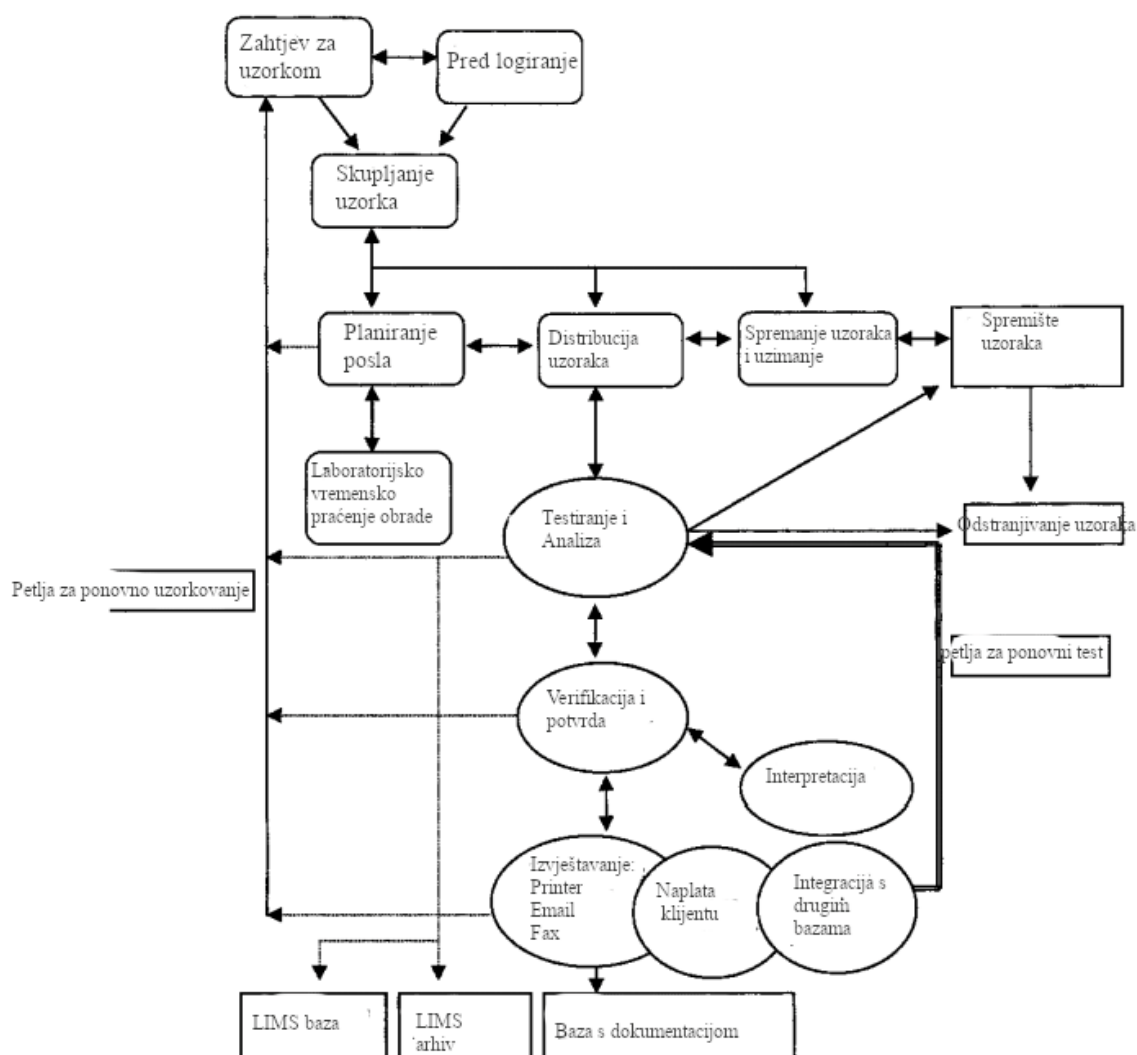 Zahtjev za
uzorkom
Pred logiranje
Skupljanje
uzorka
Planiranje
posla
Distribucija
uzoraka
Spremanje uzoraka
i uzimanje
Spremište
uzoraka
Laboratorijsko
vremensko
praćenje obrade
Testiranje i
Analiza
Odstranjivanje uzoraka
Petlja za ponovno uzorkovanje
petlja za ponovni test
Verifikacija i
potvrda
Interpretacija
Izvještavanje:
Printer
Email
Fax
Naplata
klijentu
Integracija s
drugim
bazama
LIMS baza
LIMS
arhiv
Baza s dokumentacijom